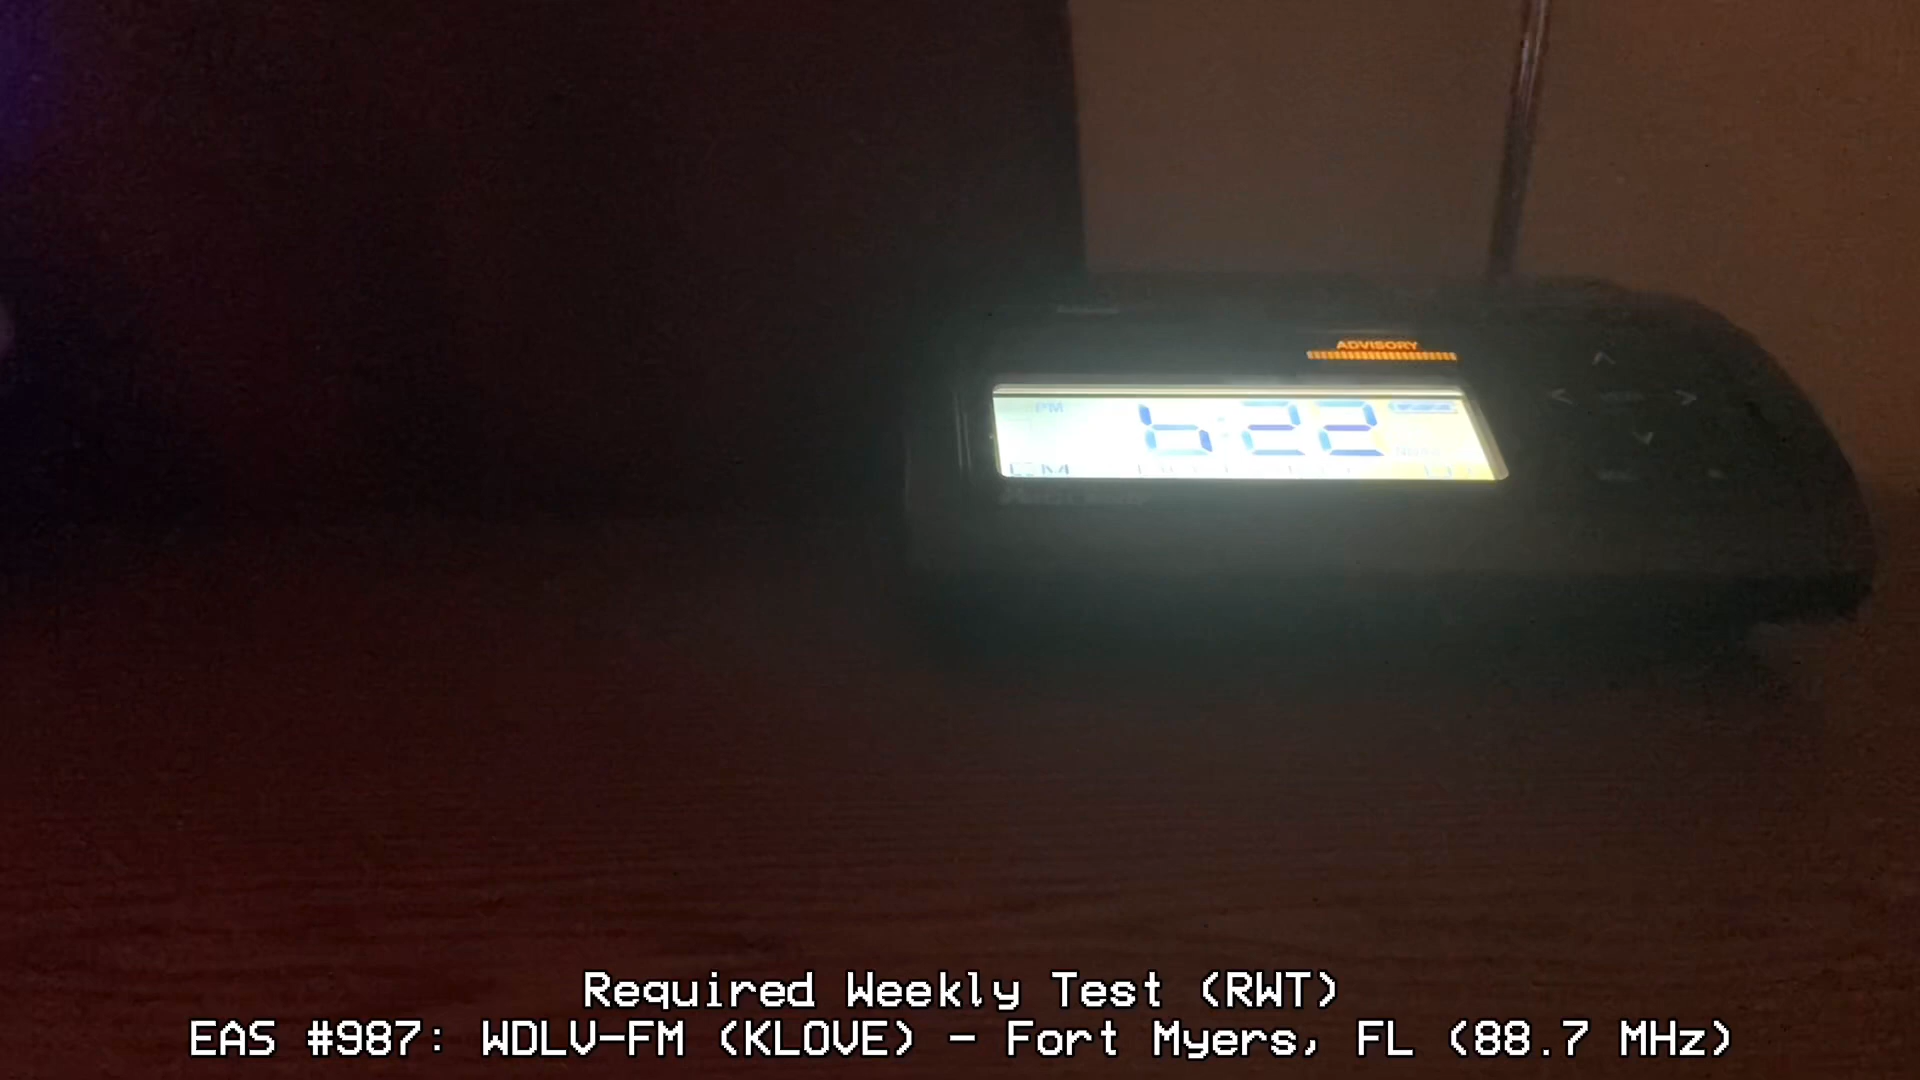 ADVISORY
PM
6:22
Required Weekly Test (RWT)
EAS #987: WDLV-FM (KLOVE) - Fort Myers, FL (88.7 MHz)